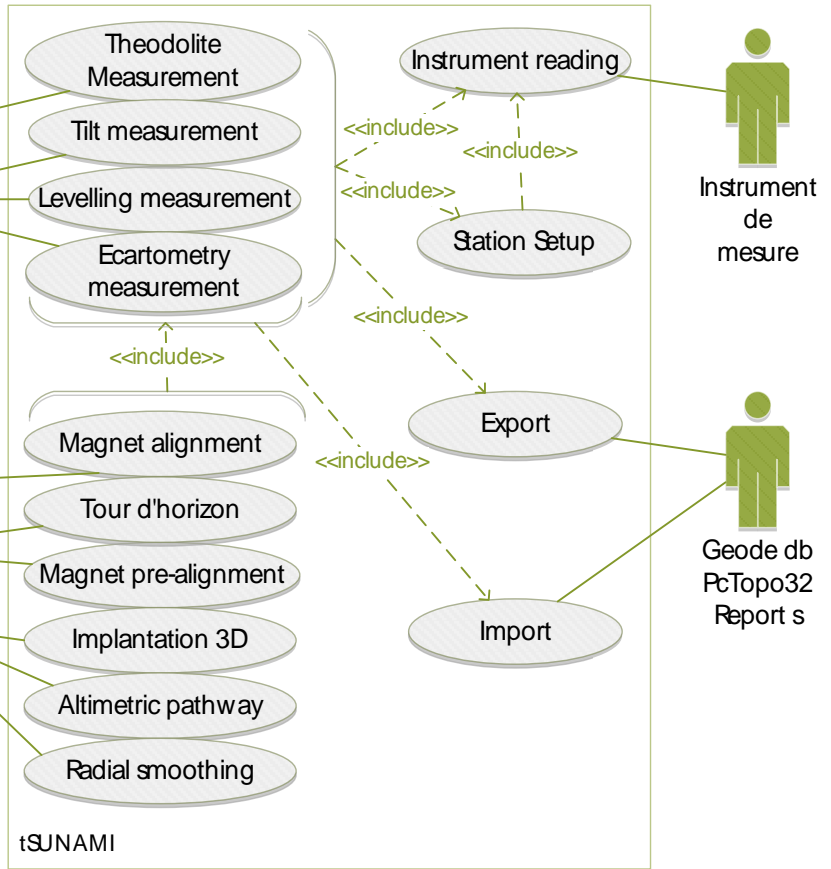 Theodolite
Measurement
Tilt measurement
Levelling measurement
Ecartometry
measurement
<<include>>
Magnet alignment
Tour d'horizon
Magnet pre-alignment
Implantation 3D
Altimetric pathway
Radial smoothing
tSUNAMI
Instrument reading
<<include>>
<<include>>
<<include>>
Station Setup
<<include>>
Export
<<include>>
Import
Instrument
de
mesure
Geode db
PcTopo32
Report s